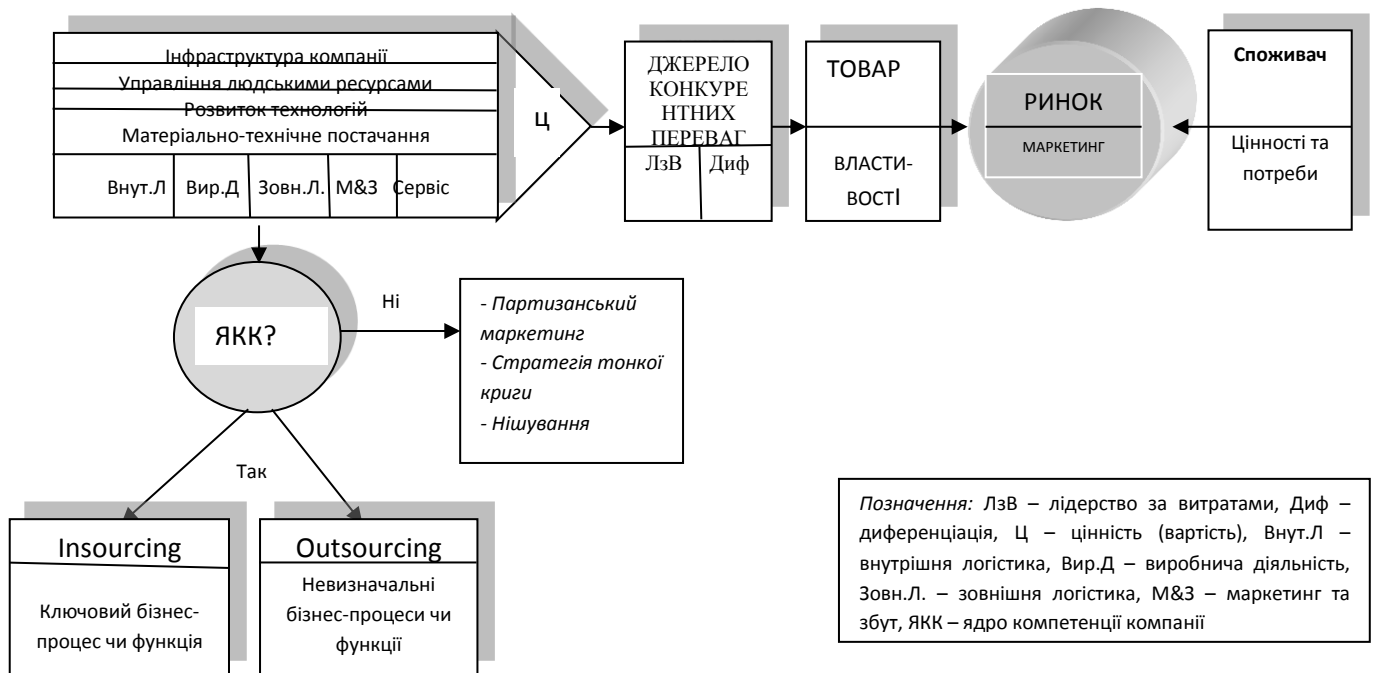 Інфраструктура компанії
Управління людськими ресурсами
Розвиток технологій
Матеріально-технічне постачання
Внут.Л Вир.Д Зовн.Л. М&З Сервіс
Ц
ДЖЕРЕЛО
КОНКУРЕ
НТНИХ
ПЕРЕВАГ
ЛзВ Диф
ТОВАР
ВЛАСТИ-
ВОСТІ
РИНОК
МАРКЕТИНГ
Споживач
Цінності та
потреби
ЯКК?
Ні
- Партизанський
маркетинг
- Стратегія тонкої
криги
- Нішування
Так
Insourcing
Ключовий бізнес-
процес чи функція
Outsourcing
Невизначальні
бізнес-процеси чи
функції
Позначення: ЛзВ – лідерство за витратами, Диф –
диференціація, Ц – цінність (вартість), Внут.Л –
внутрішня логістика, Вир.Д – виробнича діяльність,
Зовн.Л. – зовнішня логістика, М&З – маркетинг та
збут, ЯКК – ядро компетенції компанії